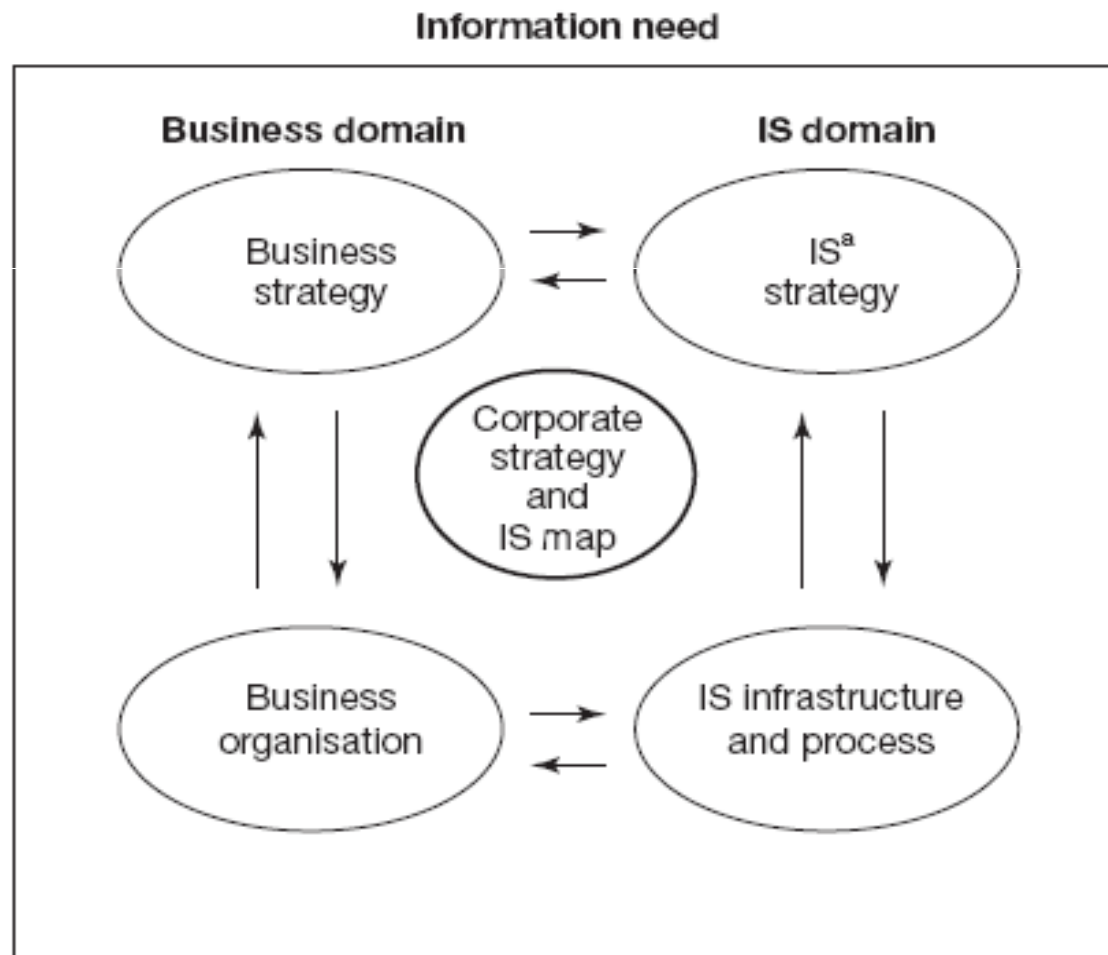 Information need
Business domain
IS domain
Business
strategy
ISᵃ
strategy
Corporate
strategy
and
IS map
Business
organisation
IS infrastructure
and process